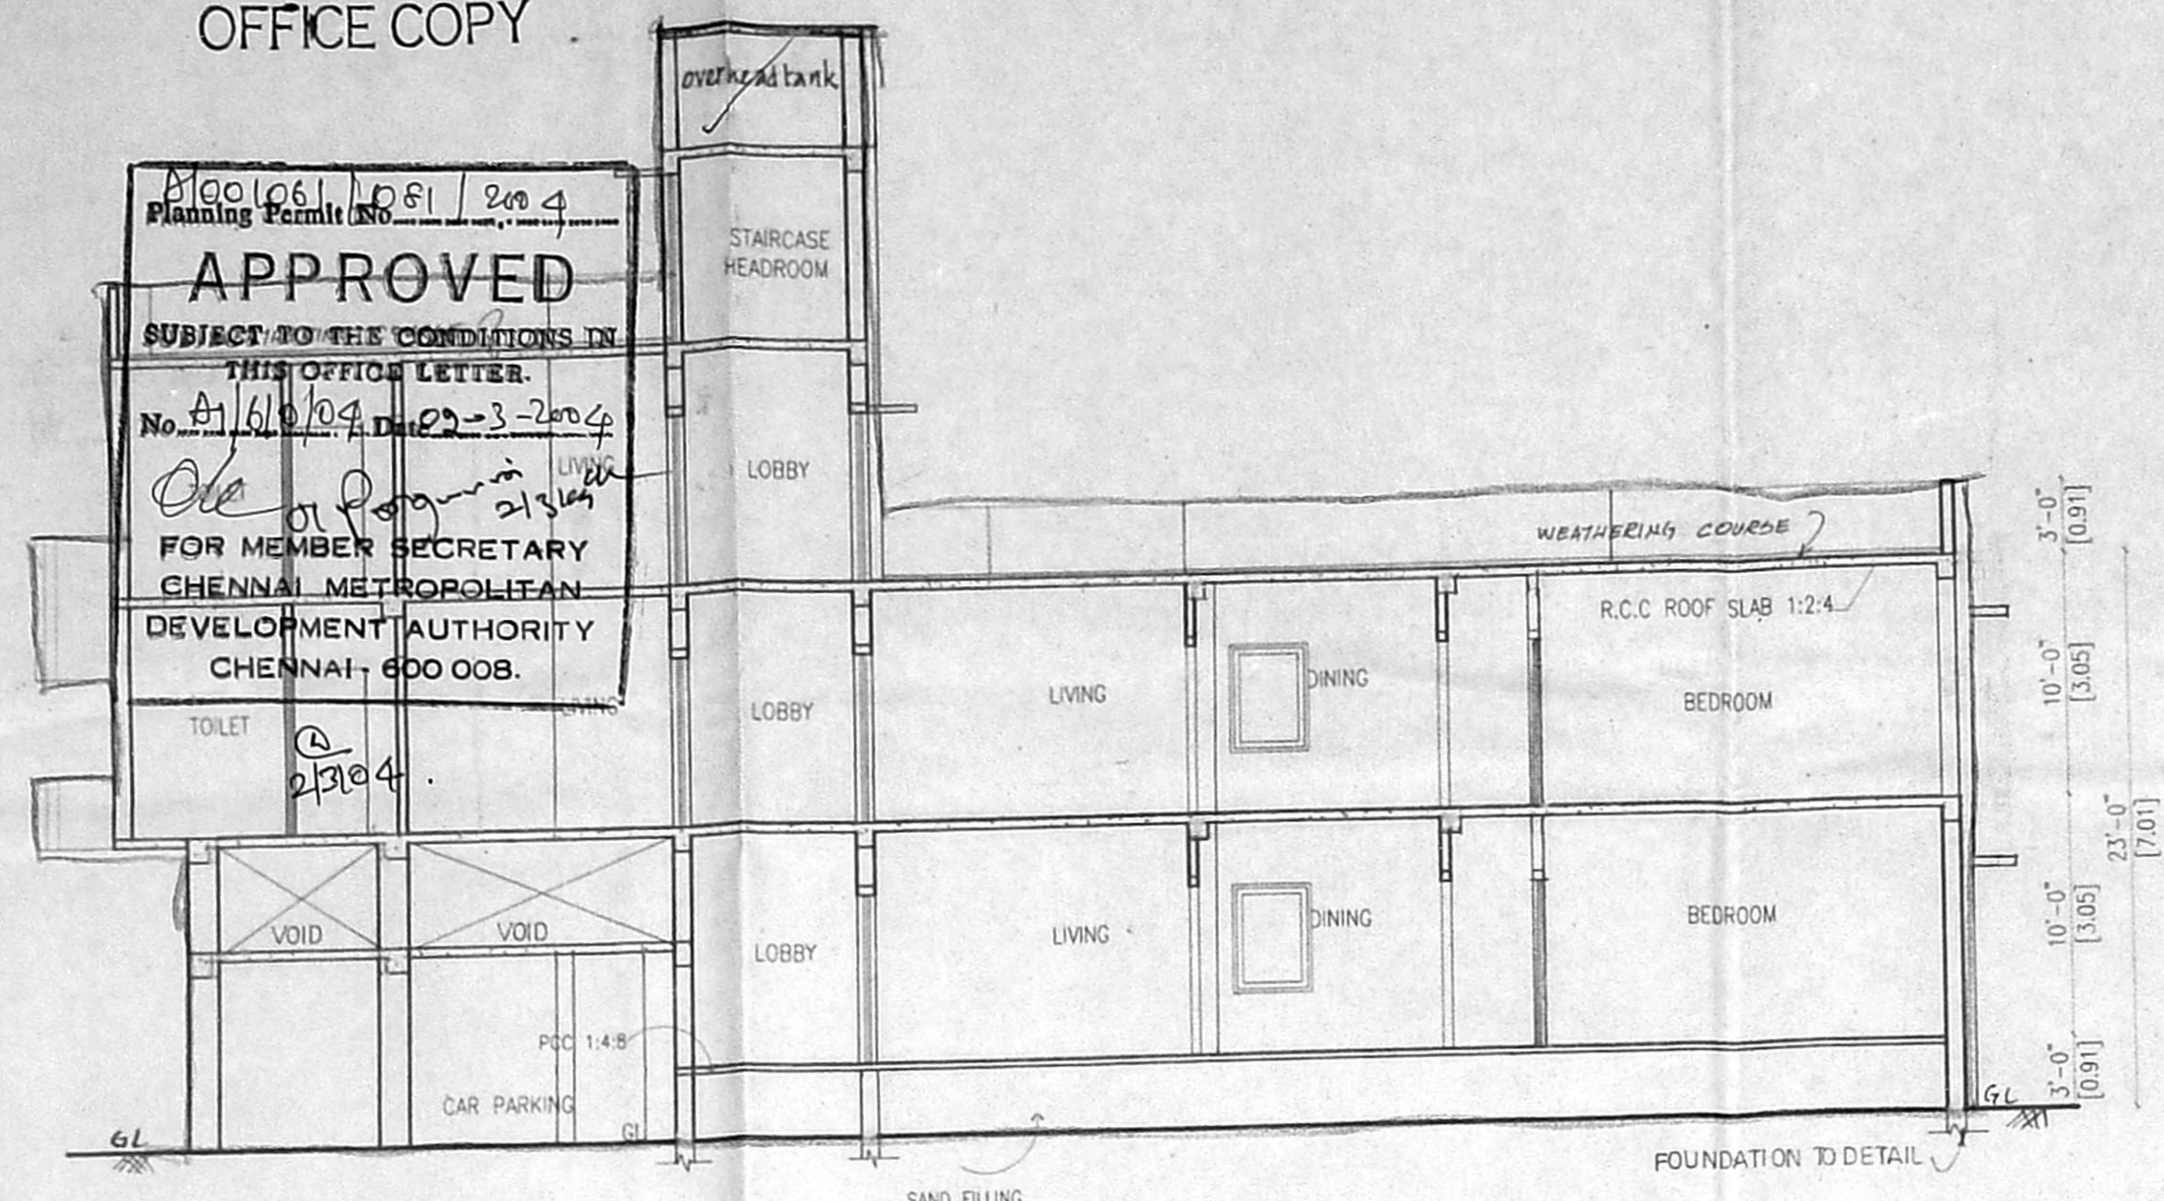 OFFICE COPY
overhead tank
Planning Permit No. 081 / 2004
APPROVED
SUBJECT TO THE CONDITIONS IN
THIS OFFICE LETTER.
No. Date 02-3-2004
2/3/04
FOR MEMBER SECRETARY
CHENNAI METROPOLITAN
DEVELOPMENT AUTHORITY
CHENNAI - 600 008.
2/3/04
STAIRCASE
HEADROOM
LIVING
LOBBY
WEATHERING COURSE
3'-0"
[0.91]
R.C.C ROOF SLAB 1:2:4
TOILET
LIVING
LOBBY
LIVING
DINING
BEDROOM
10'-0"
[3.05]
23'-0"
[7.01]
VOID
VOID
LOBBY
LIVING
DINING
BEDROOM
10'-0"
[3.05]
PCC 1:4:8
CAR PARKING
3'-0"
[0.91]
GL
GL
GL
FOUNDATION TO DETAIL
SAND FILLING